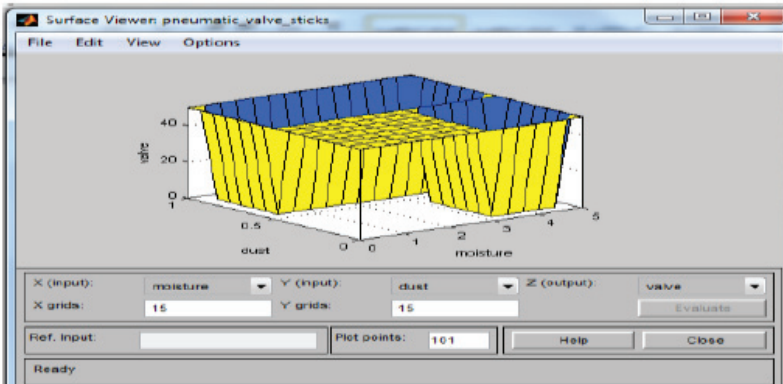 Surface Viewer: pneumatic_valve_sticks
File Edit View Options
40
20
0
valve
1
0.5
0
dust
0
1
2
3
4
5
moisture
X (input): moisture Y (input): dust Z (output): valve
X grids: 15 Y grids: 15 Evaluate
Ref. Input: Plot points: 101 Help Close
Ready